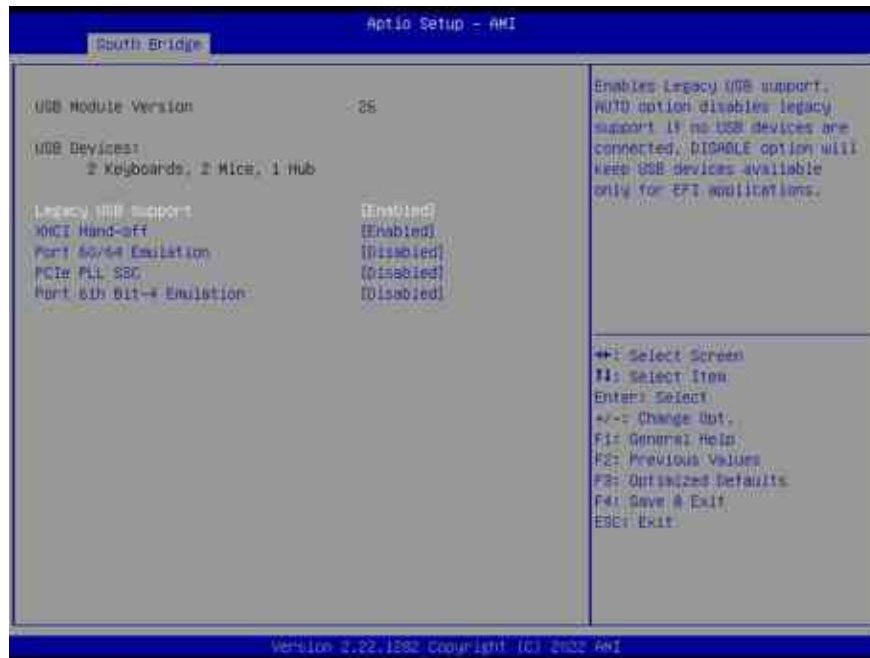 Aptio Setup - AMI
South Bridge
USB Module Version 26
USB Devices:
2 Keyboards, 2 Mice, 1 Hub
Legacy USB Support [Enabled]
XHCI Hand-off [Enabled]
Port 60/64 Emulation [Disabled]
PCIe PLL SSC [Disabled]
Port 61h Bit-4 Emulation [Disabled]
Enables Legacy USB support.
AUTO option disables legacy
support if no USB devices are
connected. DISABLE option will
keep USB devices available
only for EFI applications.
→←: Select Screen
↑↓: Select Item
Enter: Select
+/-: Change Opt.
F1: General Help
F2: Previous Values
F3: Optimized Defaults
F4: Save & Exit
ESC: Exit
Version 2.22.1282 Copyright (C) 2022 AMI